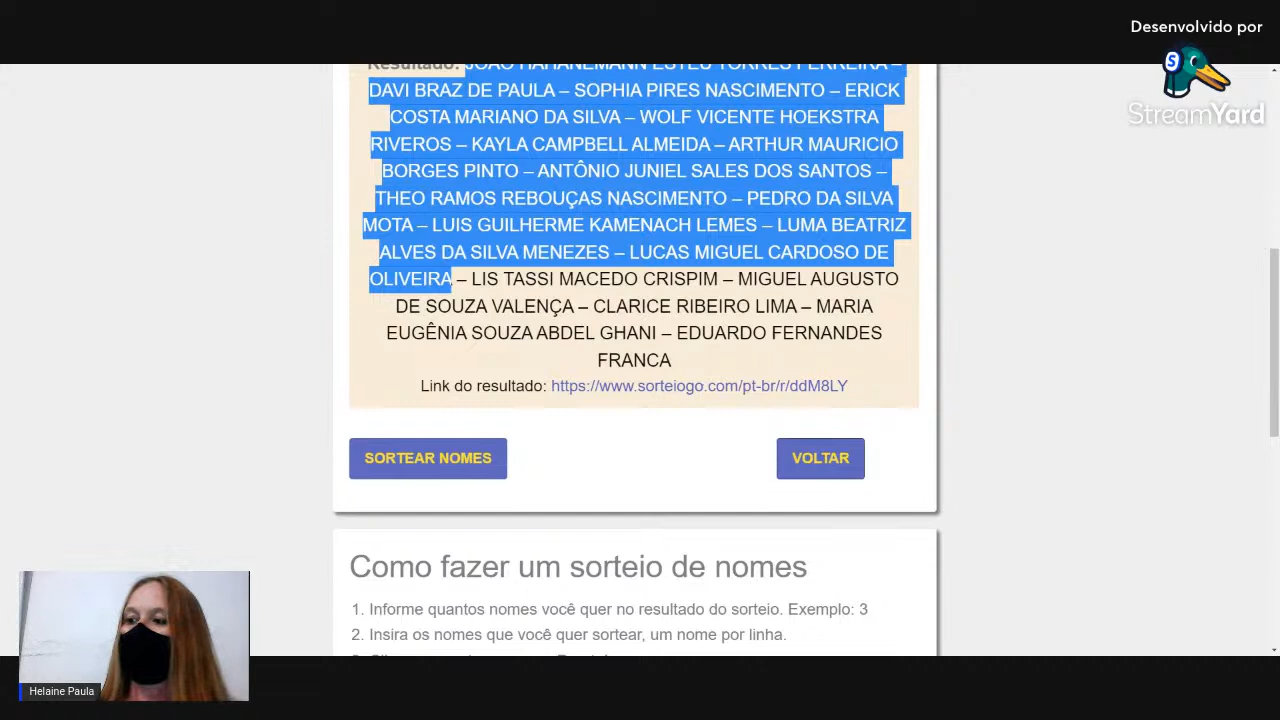 Desenvolvido por
StreamYard
Resultado: JOÃO HAHANEMANN ESTEU TORRES FERREIRA –
DAVI BRAZ DE PAULA – SOPHIA PIRES NASCIMENTO – ERICK
COSTA MARIANO DA SILVA – WOLF VICENTE HOEKSTRA
RIVEROS – KAYLA CAMPBELL ALMEIDA – ARTHUR MAURICIO
BORGES PINTO – ANTÔNIO JUNIEL SALES DOS SANTOS –
THEO RAMOS REBOUÇAS NASCIMENTO – PEDRO DA SILVA
MOTA – LUIS GUILHERME KAMENACH LEMES – LUMA BEATRIZ
ALVES DA SILVA MENEZES – LUCAS MIGUEL CARDOSO DE
OLIVEIRA – LIS TASSI MACEDO CRISPIM – MIGUEL AUGUSTO
DE SOUZA VALENÇA – CLARICE RIBEIRO LIMA – MARIA
EUGÊNIA SOUZA ABDEL GHANI – EDUARDO FERNANDES
FRANCA
Link do resultado: https://www.sorteiogo.com/pt-br/r/ddM8LY
SORTEAR NOMES
VOLTAR
Como fazer um sorteio de nomes
1. Informe quantos nomes você quer no resultado do sorteio. Exemplo: 3
2. Insira os nomes que você quer sortear, um nome por linha.
Helaine Paula